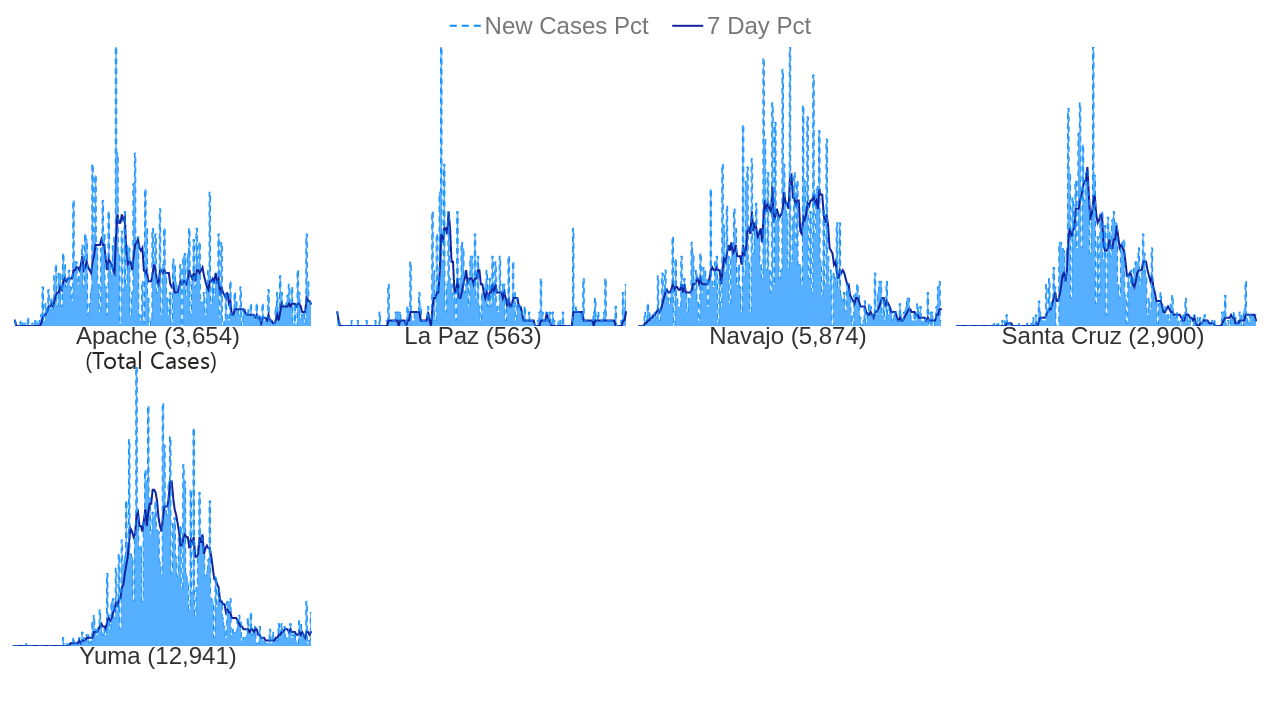 New Cases Pct 7 Day Pct
Apache (3,654) La Paz (563) Navajo (5,874) Santa Cruz (2,900)
(Total Cases)
Yuma (12,941)